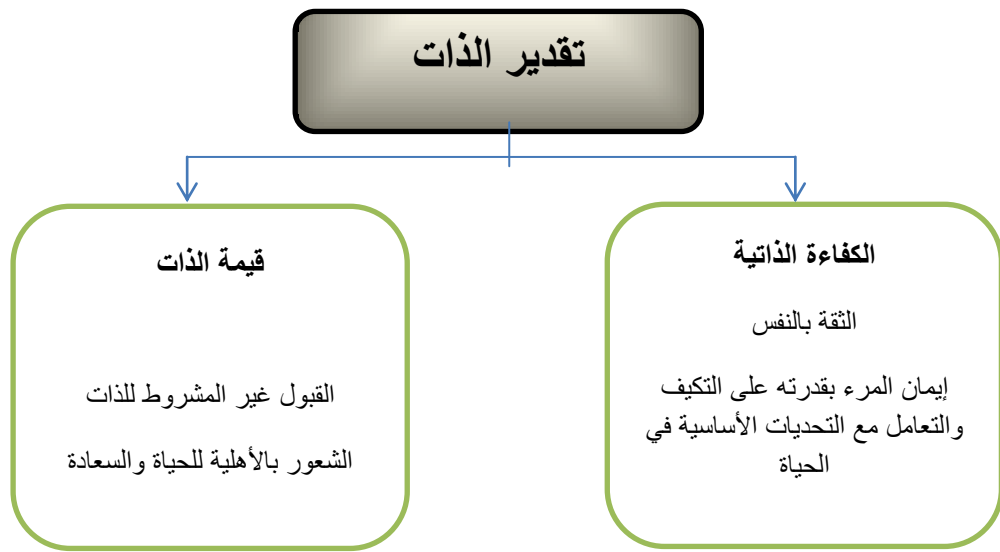 تقدير الذات
الكفاءة الذاتية
الثقة بالنفس
إيمان المرء بقدرته على التكيف
والتعامل مع التحديات الأساسية في
الحياة
قيمة الذات
القبول غير المشروط للذات
الشعور بالأهلية للحياة والسعادة